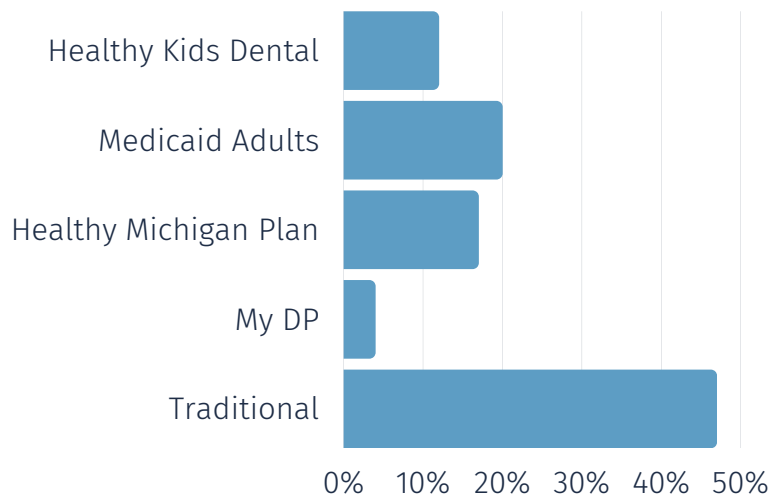 Healthy Kids Dental
Medicaid Adults
Healthy Michigan Plan
My DP
Traditional
0% 10% 20% 30% 40% 50%